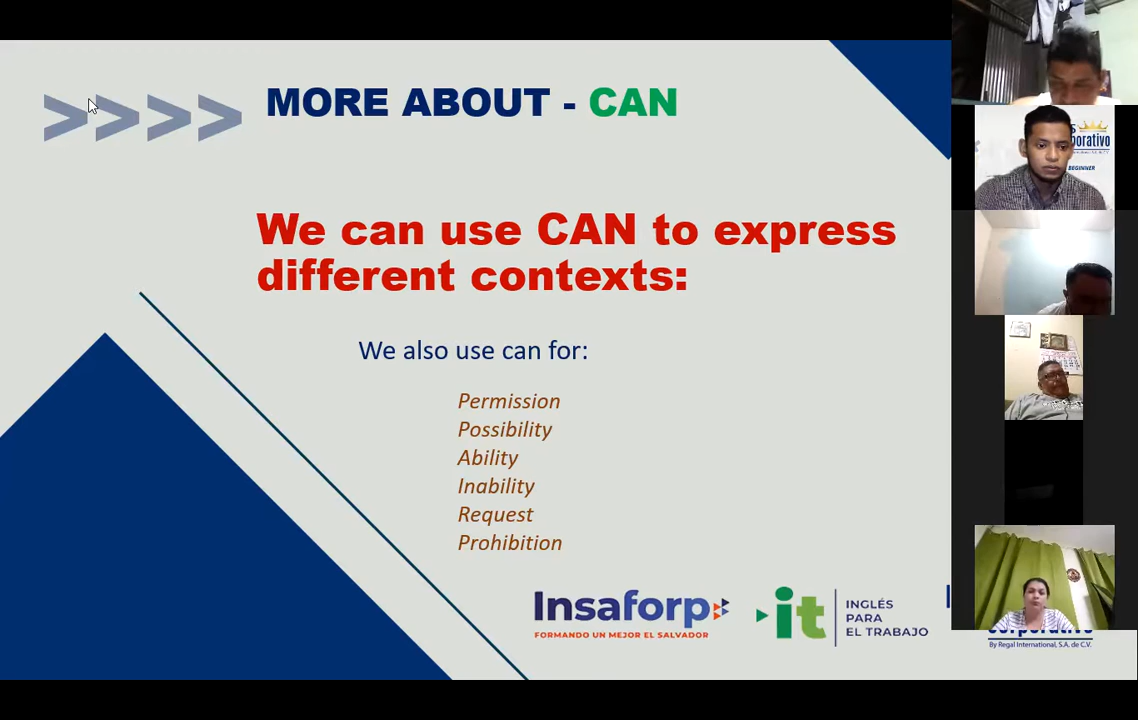 >>>> MORE ABOUT - CAN
We can use CAN to express
different contexts:
We also use can for:
Permission
Possibility
Ability
Inability
Request
Prohibition
Insaforp
FORMANDO UN MEJOR EL SALVADOR
it
INGLÉS
PARA
EL TRABAJO
By Regal International, S.A. de C.V.
BEGINNER